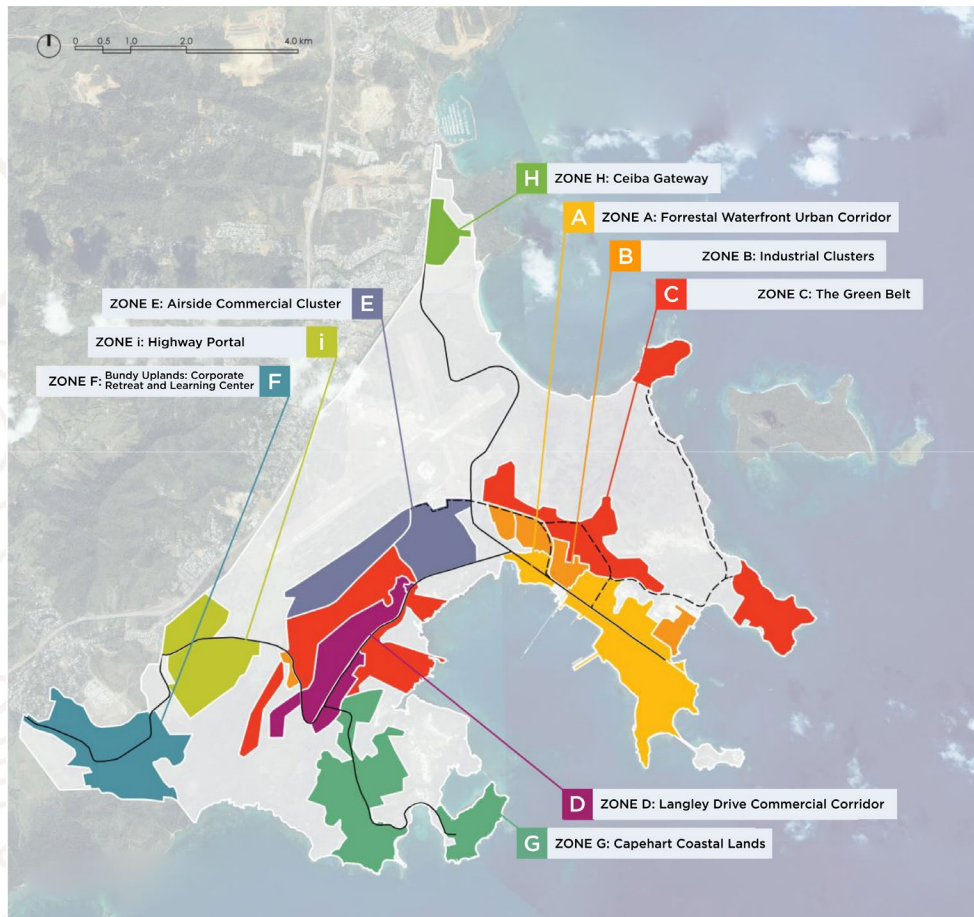 0 0.5 1.0 2.0 4.0 km
H ZONE H: Ceiba Gateway
A ZONE A: Forrestal Waterfront Urban Corridor
B ZONE B: Industrial Clusters
C ZONE C: The Green Belt
ZONE E: Airside Commercial Cluster E
ZONE i: Highway Portal i
ZONE F: Bundy Uplands: Corporate
Retreat and Learning Center F
D ZONE D: Langley Drive Commercial Corridor
G ZONE G: Capehart Coastal Lands